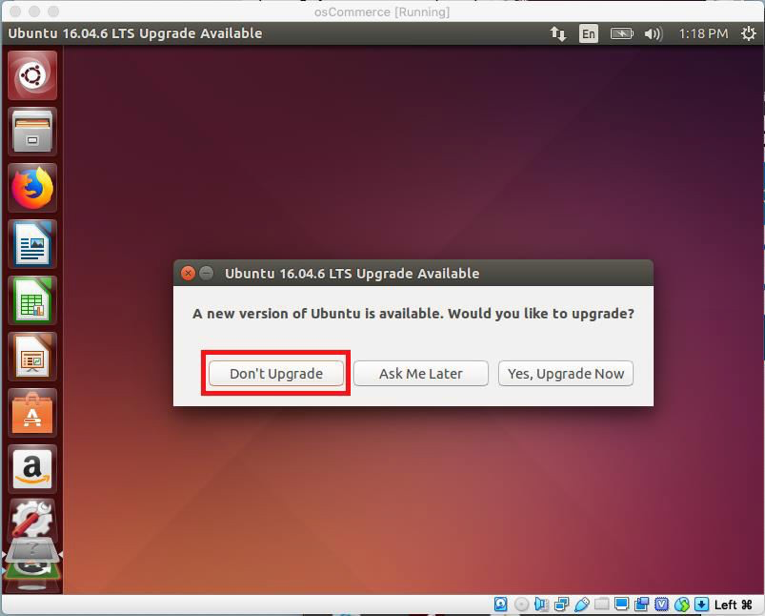 osCommerce [Running]
Ubuntu 16.04.6 LTS Upgrade Available
En
1:18 PM
Ubuntu 16.04.6 LTS Upgrade Available
A new version of Ubuntu is available. Would you like to upgrade?
Don't Upgrade
Ask Me Later
Yes, Upgrade Now
Left ⌘